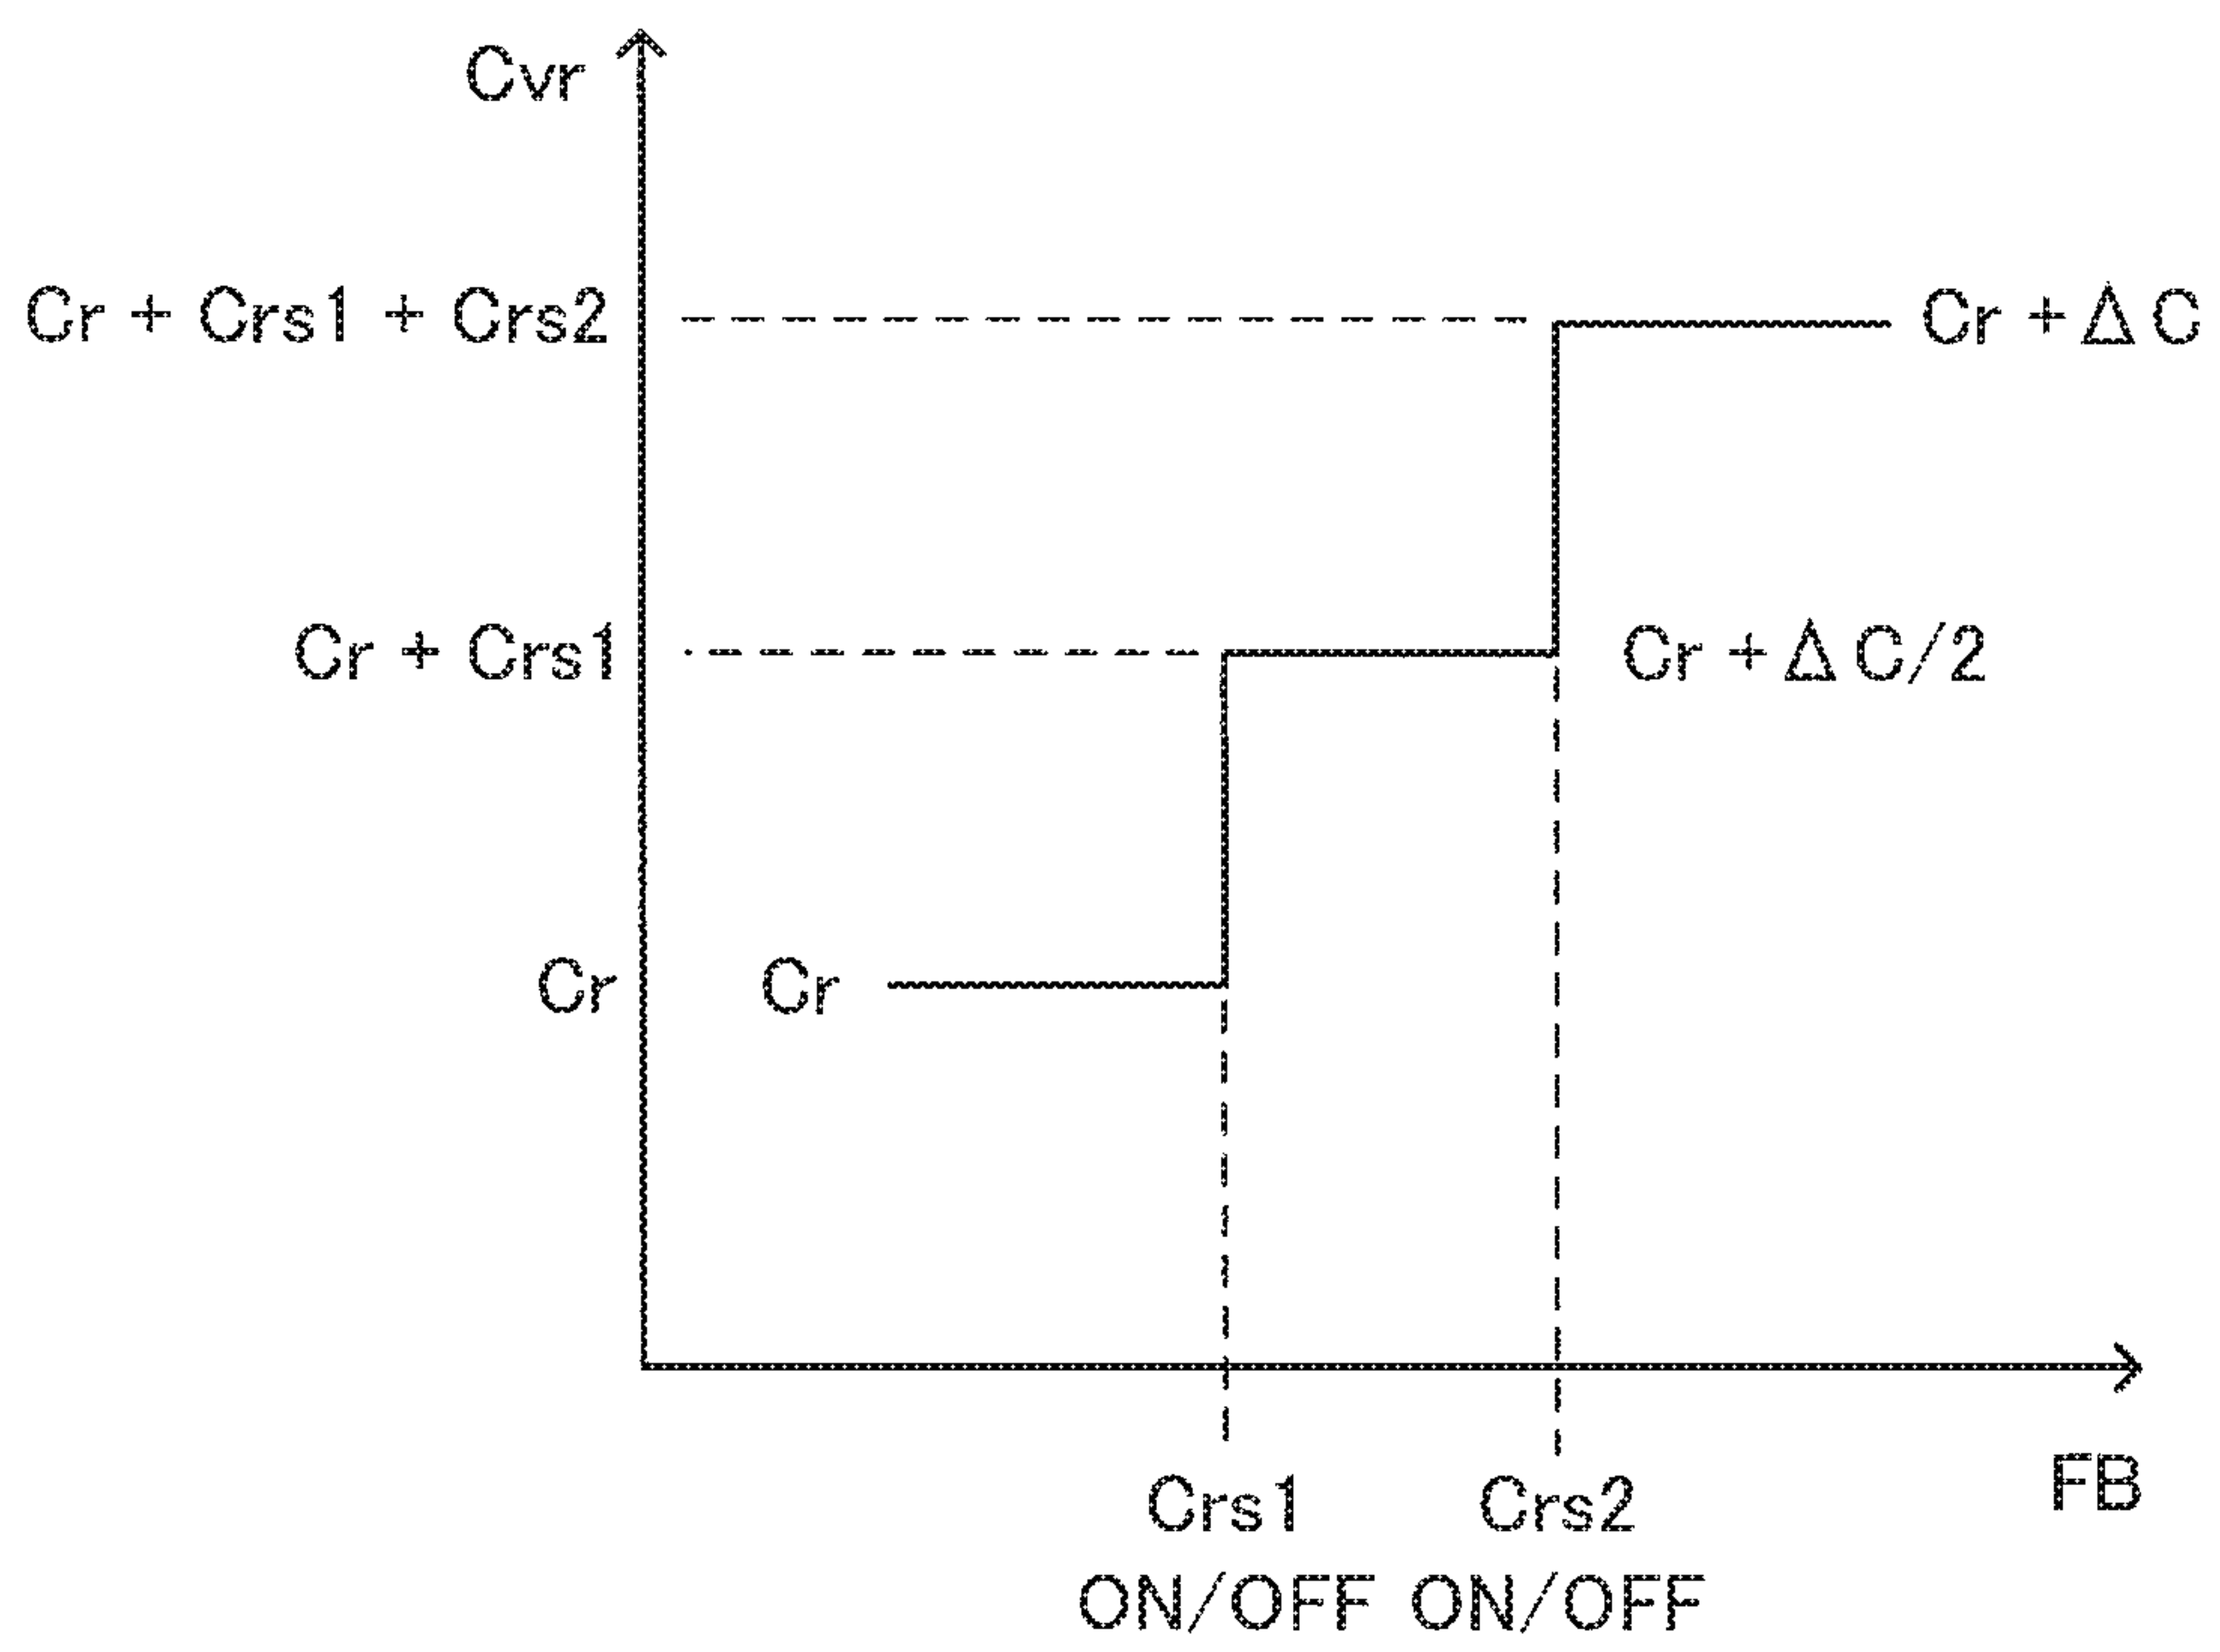 Cvr
Cr + Crs1 + Crs2
Cr + ΔC
Cr + Crs1
Cr + ΔC/2
Cr
Cr
FB
Crs1
ON/OFF
Crs2
ON/OFF